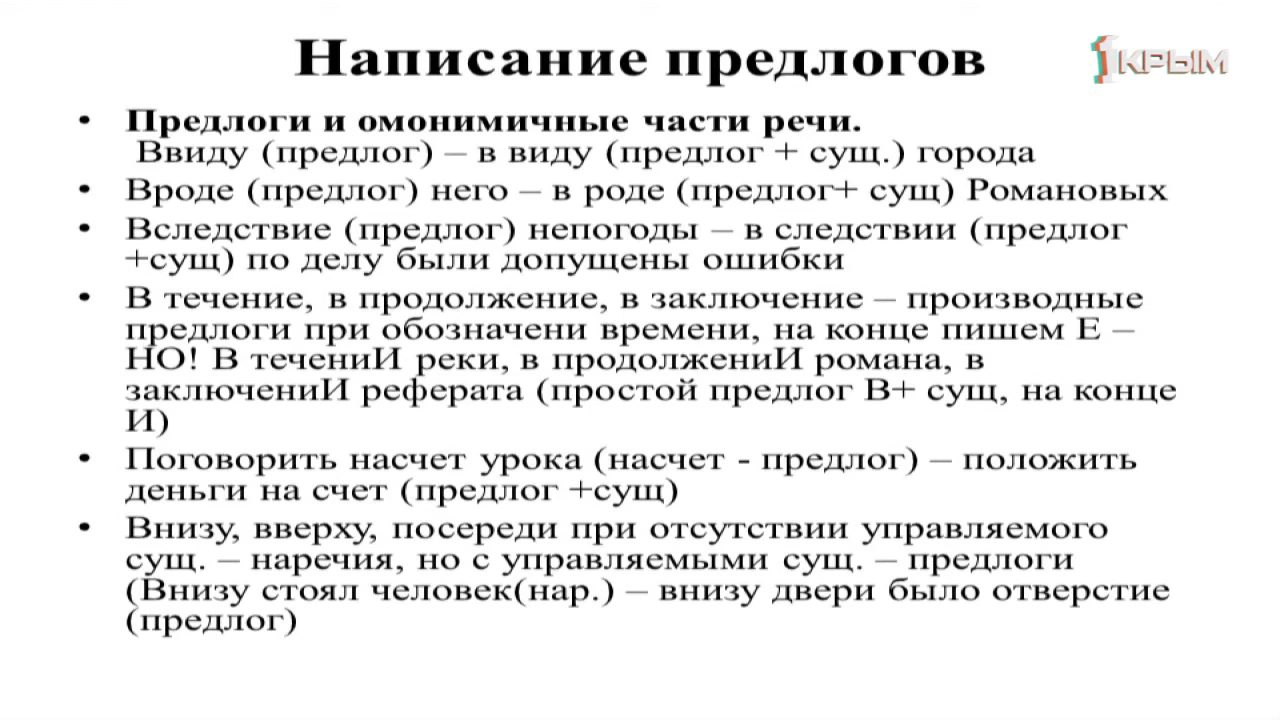 Написание предлогов
1КРЫМ
• Предлоги и омонимичные части речи.
Ввиду (предлог) – в виду (предлог + сущ.) города
• Вроде (предлог) него – в роде (предлог+ сущ) Романовых
• Вследствие (предлог) непогоды – в следствии (предлог
+сущ) по делу были допущены ошибки
• В течение, в продолжение, в заключение – производные
предлоги при обозначени времени, на конце пишем Е –
НО! В течениИ реки, в продолжениИ романа, в
заключениИ реферата (простой предлог В+ сущ, на конце
И)
• Поговорить насчет урока (насчет - предлог) – положить
деньги на счет (предлог +сущ)
• Внизу, вверху, посереди при отсутствии управляемого
сущ. – наречия, но с управляемыми сущ. – предлоги
(Внизу стоял человек(нар.) – внизу двери было отверстие
(предлог)